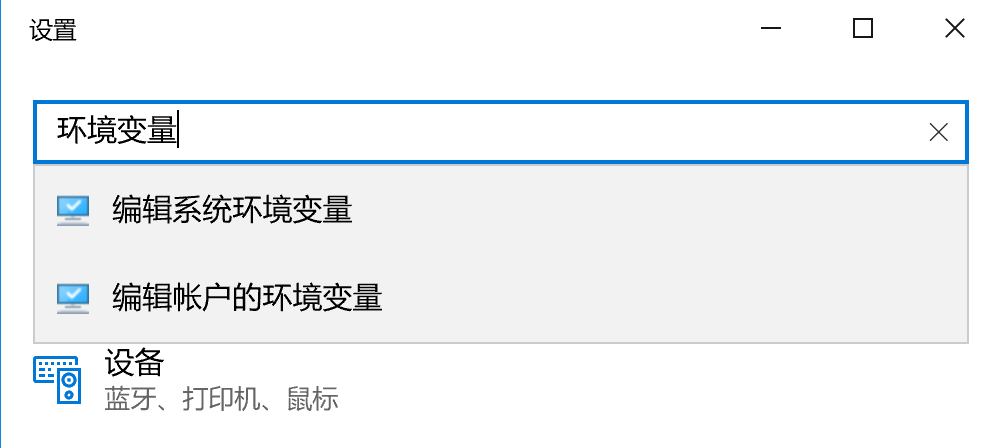 设置
环境变量
编辑系统环境变量
编辑帐户的环境变量
设备
蓝牙、打印机、鼠标